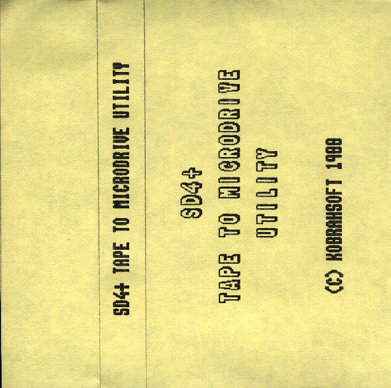 SD4+ TAPE TO MICRODRIVE UTILITY
SD4+
TAPE TO MICRODRIVE
UTILITY
(C) KOBRAHSOFT 1988